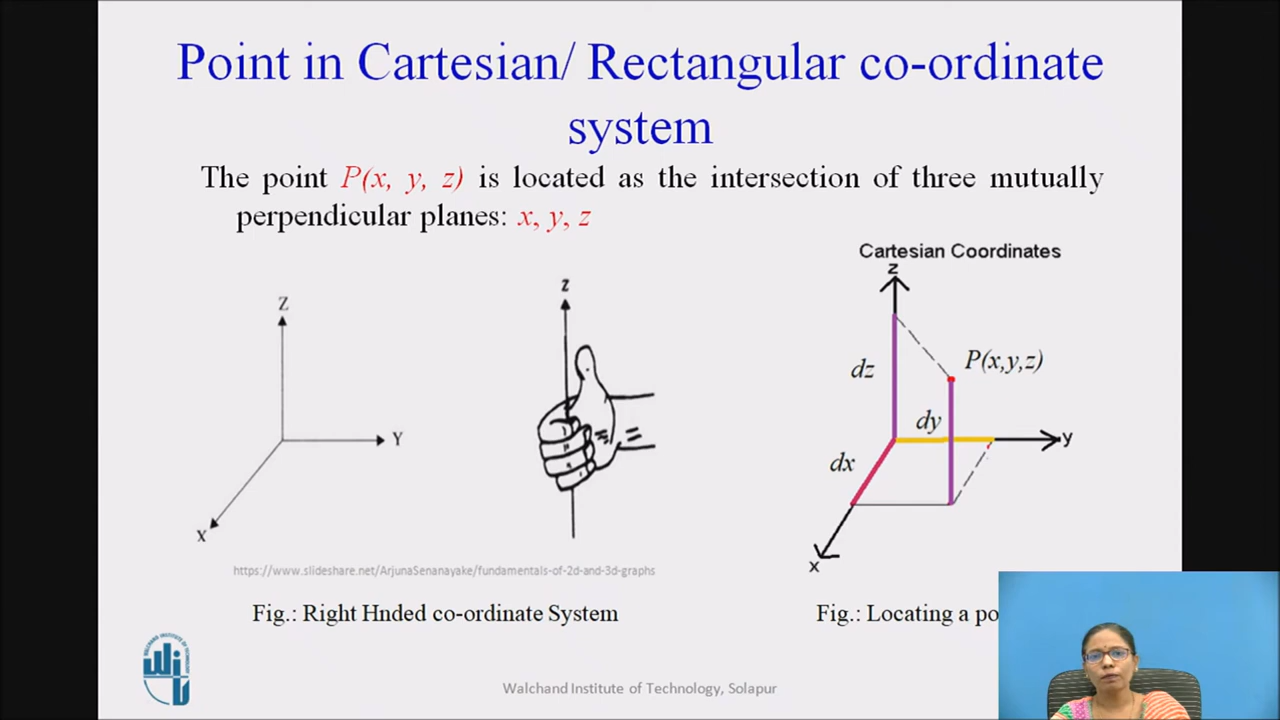 Point in Cartesian/ Rectangular co-ordinate
system
The point P(x, y, z) is located as the intersection of three mutually
perpendicular planes: x, y, z
Cartesian Coordinates
Z
Y
X
z
z
P(x,y,z)
dz
dy
y
dx
x
https://www.slideshare.net/ArjunaSenanayake/fundamentals-of-2d-and-3d-graphs
Fig.: Right Hnded co-ordinate System
Fig.: Locating a po
Walchand Institute of Technology, Solapur